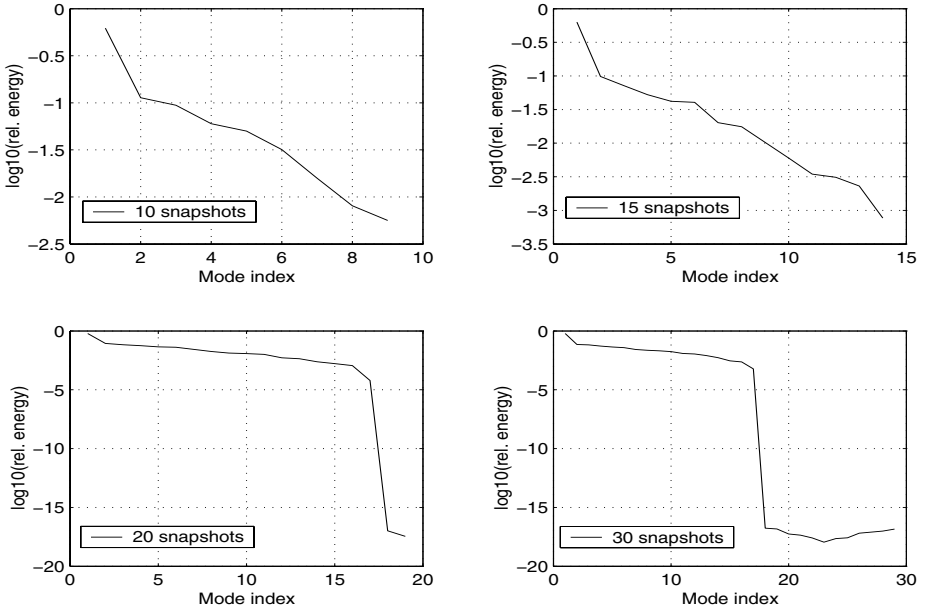 0
−0.5
−1
−1.5
−2
−2.5
0 2 4 6 8 10
log10(rel. energy)
Mode index
10 snapshots
0
−0.5
−1
−1.5
−2
−2.5
−3
−3.5
0 5 10 15
log10(rel. energy)
Mode index
15 snapshots
0
−5
−10
−15
−20
0 5 10 15 20
log10(rel. energy)
Mode index
20 snapshots
0
−5
−10
−15
−20
0 10 20 30
log10(rel. energy)
Mode index
30 snapshots